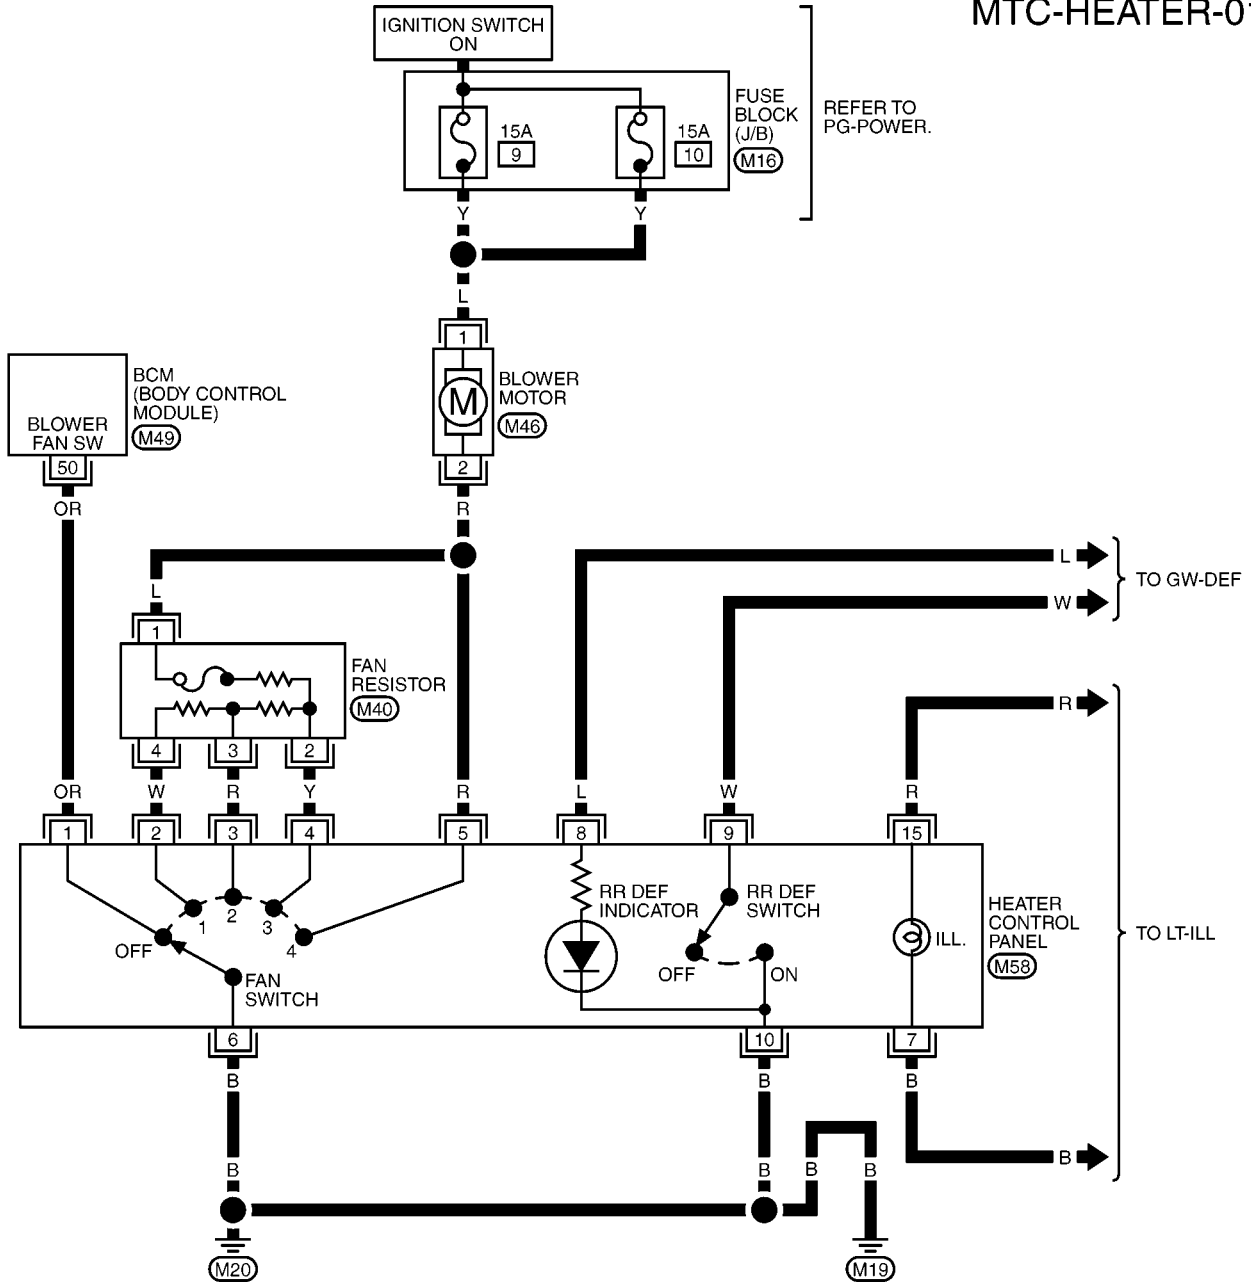 MTC-HEATER-01
IGNITION SWITCH
ON
FUSE
BLOCK
(J/B)
M16
REFER TO
PG-POWER.
15A
9
15A
10
Y
Y
L
1
BLOWER
MOTOR
M46
M
2
R
BCM
(BODY CONTROL
MODULE)
M49
BLOWER
FAN SW
50
OR
L
W
TO GW-DEF
L
1
FAN
RESISTOR
M40
4
3
2
R
OR
W
R
Y
R
L
W
R
1
2
3
4
5
8
9
15
RR DEF
INDICATOR
RR DEF
SWITCH
OFF
1
2
3
4
FAN
SWITCH
OFF
ON
ILL.
HEATER
CONTROL
PANEL
M58
TO LT-ILL
6
10
7
B
B
B
B
B
B
B
B
M20
M19